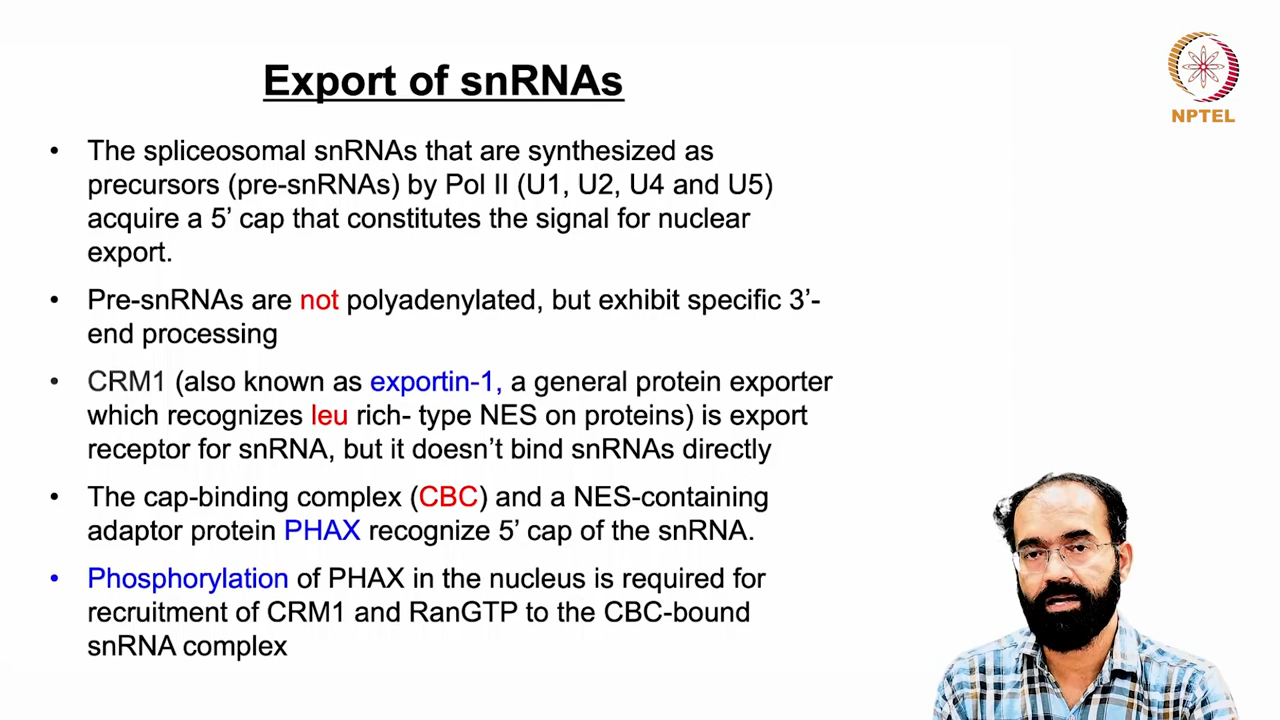 Export of snRNAs
NPTEL
• The spliceosomal snRNAs that are synthesized as
precursors (pre-snRNAs) by Pol II (U1, U2, U4 and U5)
acquire a 5’ cap that constitutes the signal for nuclear
export.
• Pre-snRNAs are not polyadenylated, but exhibit specific 3’-
end processing
• CRM1 (also known as exportin-1, a general protein exporter
which recognizes leu rich- type NES on proteins) is export
receptor for snRNA, but it doesn’t bind snRNAs directly
• The cap-binding complex (CBC) and a NES-containing
adaptor protein PHAX recognize 5’ cap of the snRNA.
• Phosphorylation of PHAX in the nucleus is required for
recruitment of CRM1 and RanGTP to the CBC-bound
snRNA complex